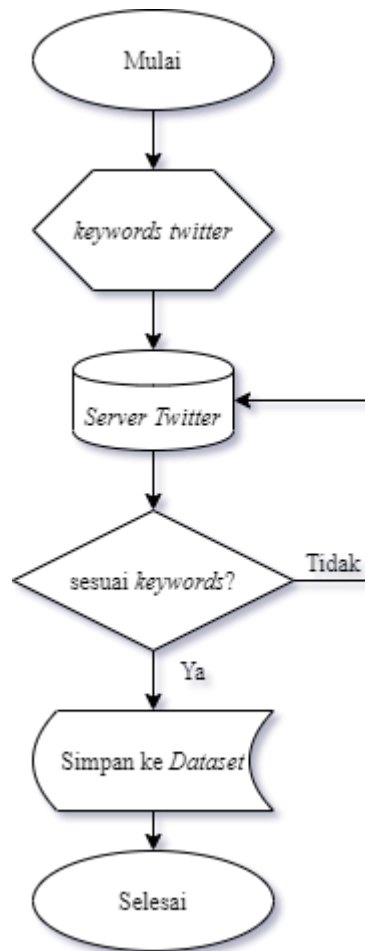 Mulai
keywords twitter
Server Twitter
sesuai keywords?
Tidak
Ya
Simpan ke Dataset
Selesai